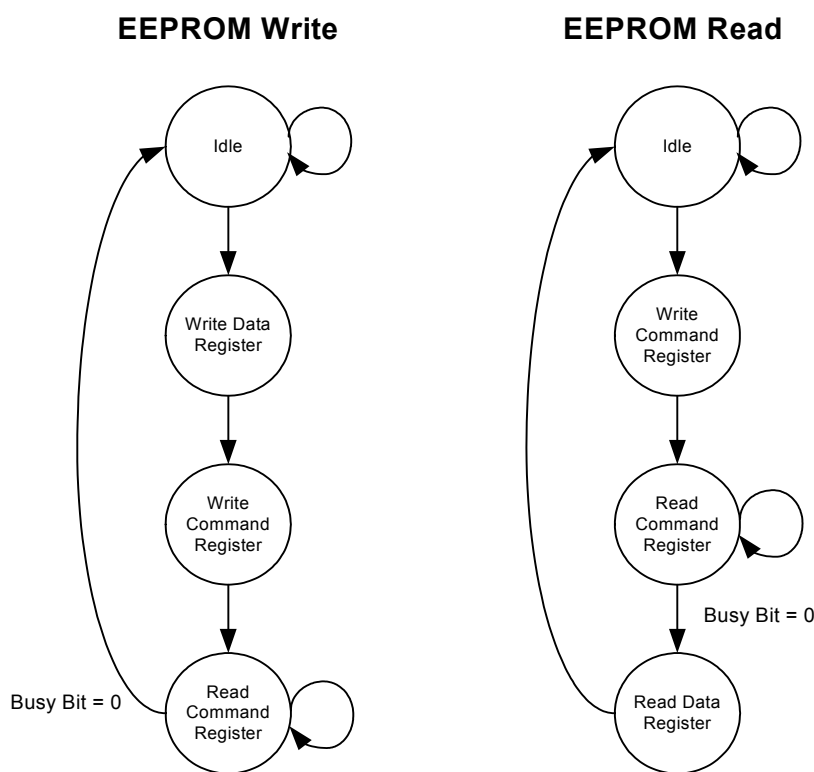 EEPROM Write
Idle
Write Data
Register
Write
Command
Register
Read
Command
Register
Busy Bit = 0
EEPROM Read
Idle
Write
Command
Register
Read
Command
Register
Busy Bit = 0
Read Data
Register